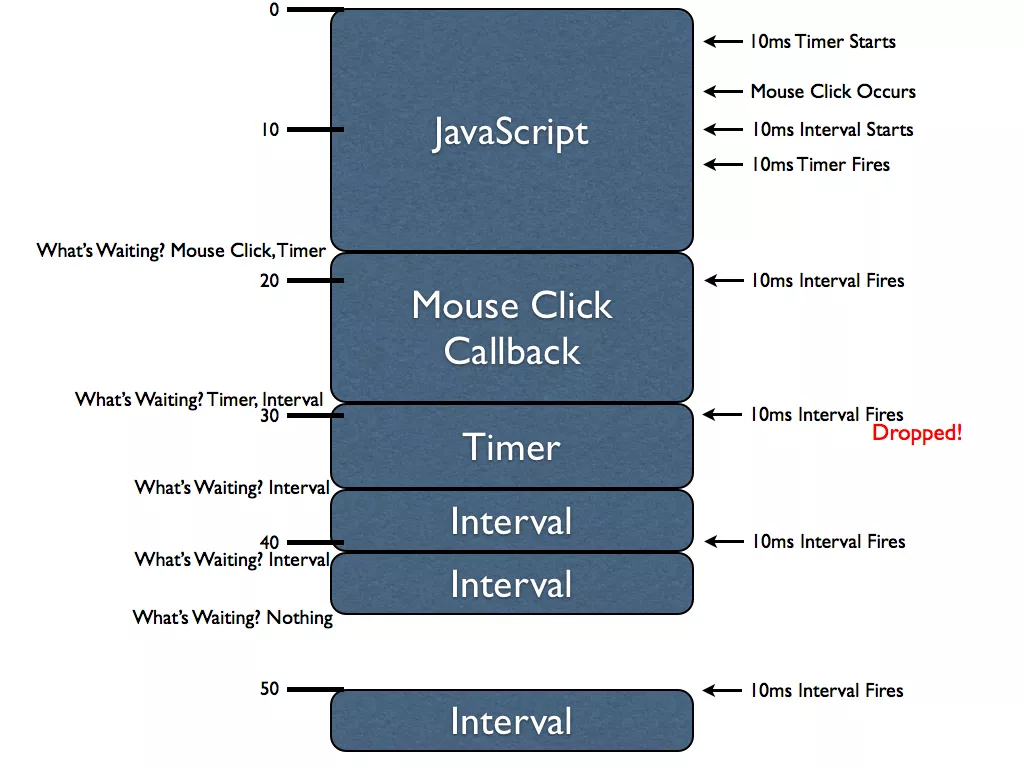 0
10ms Timer Starts
Mouse Click Occurs
10
JavaScript
10ms Interval Starts
10ms Timer Fires
What's Waiting? Mouse Click, Timer
20
10ms Interval Fires
Mouse Click
Callback
What's Waiting? Timer, Interval
30
10ms Interval Fires
Dropped!
Timer
What's Waiting? Interval
Interval
40
10ms Interval Fires
What's Waiting? Interval
Interval
What's Waiting? Nothing
50
10ms Interval Fires
Interval